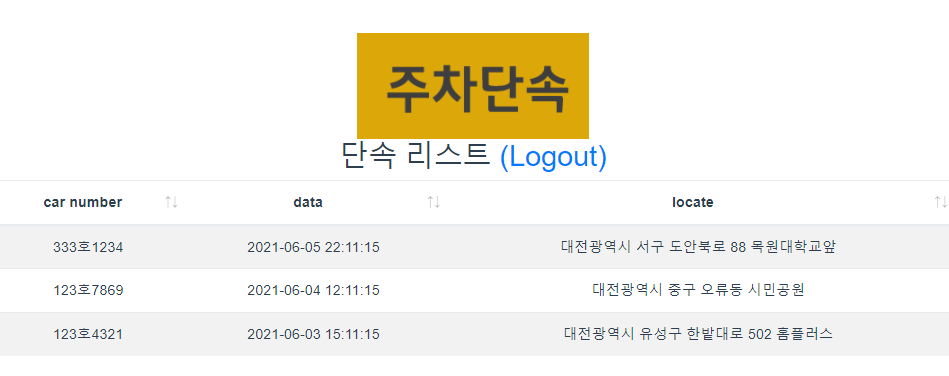 주차단속
단속 리스트 (Logout)
car number data locate
333호1234 2021-06-05 22:11:15 대전광역시 서구 도안북로 88 목원대학교앞
123호7869 2021-06-04 12:11:15 대전광역시 중구 오류동 시민공원
123호4321 2021-06-03 15:11:15 대전광역시 유성구 한밭대로 502 홈플러스